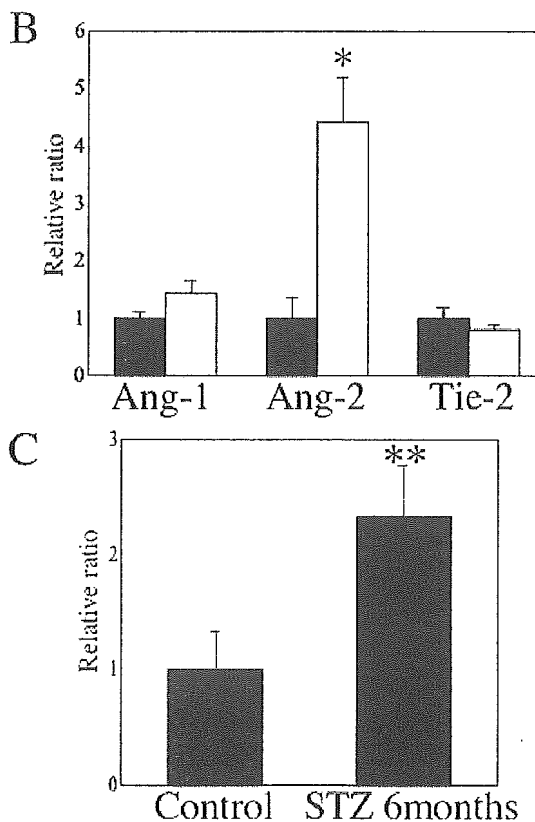 B
Relative ratio
6
5
4
3
2
1
0
*
Ang-1 Ang-2 Tie-2
C
Relative ratio
3
2
1
0
**
Control STZ 6months